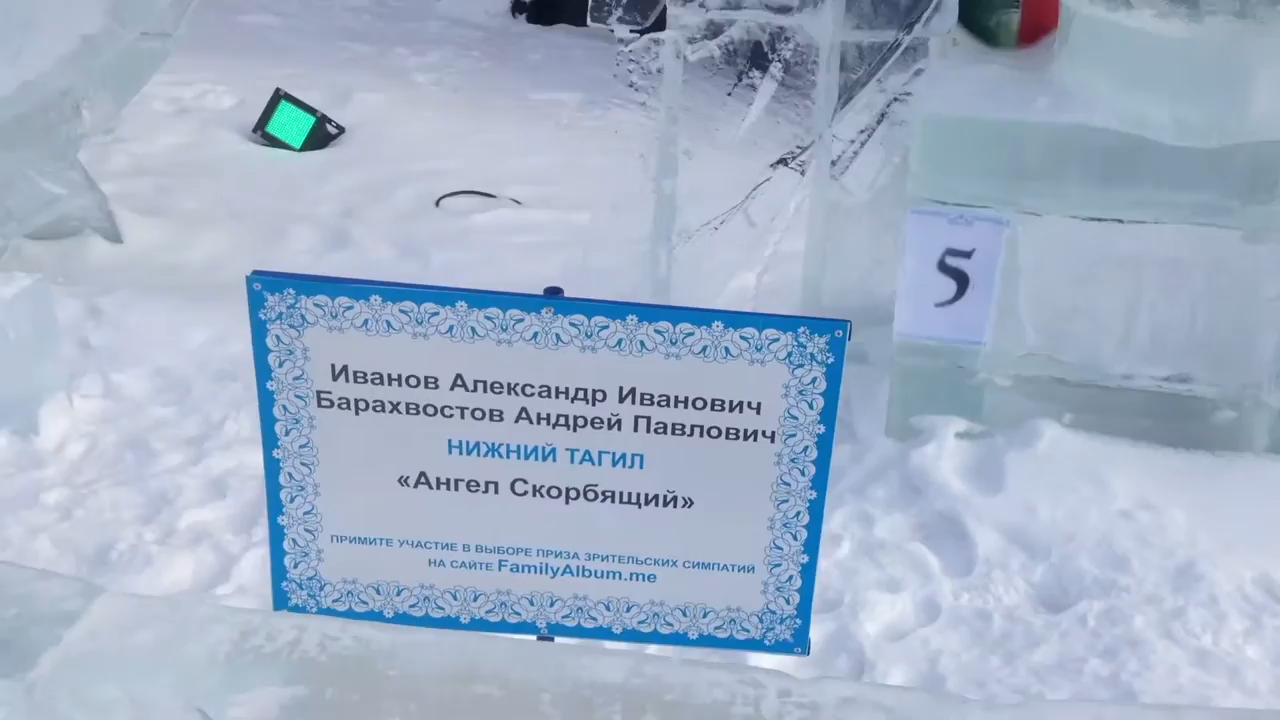 Иванов Александр Иванович
Барахвостов Андрей Павлович
НИЖНИЙ ТАГИЛ
«Ангел Скорбящий»
ПРИМИТЕ УЧАСТИЕ В ВЫБОРЕ ПРИЗА ЗРИТЕЛЬСКИХ СИМПАТИЙ
НА САЙТЕ FamilyAlbum.me
5